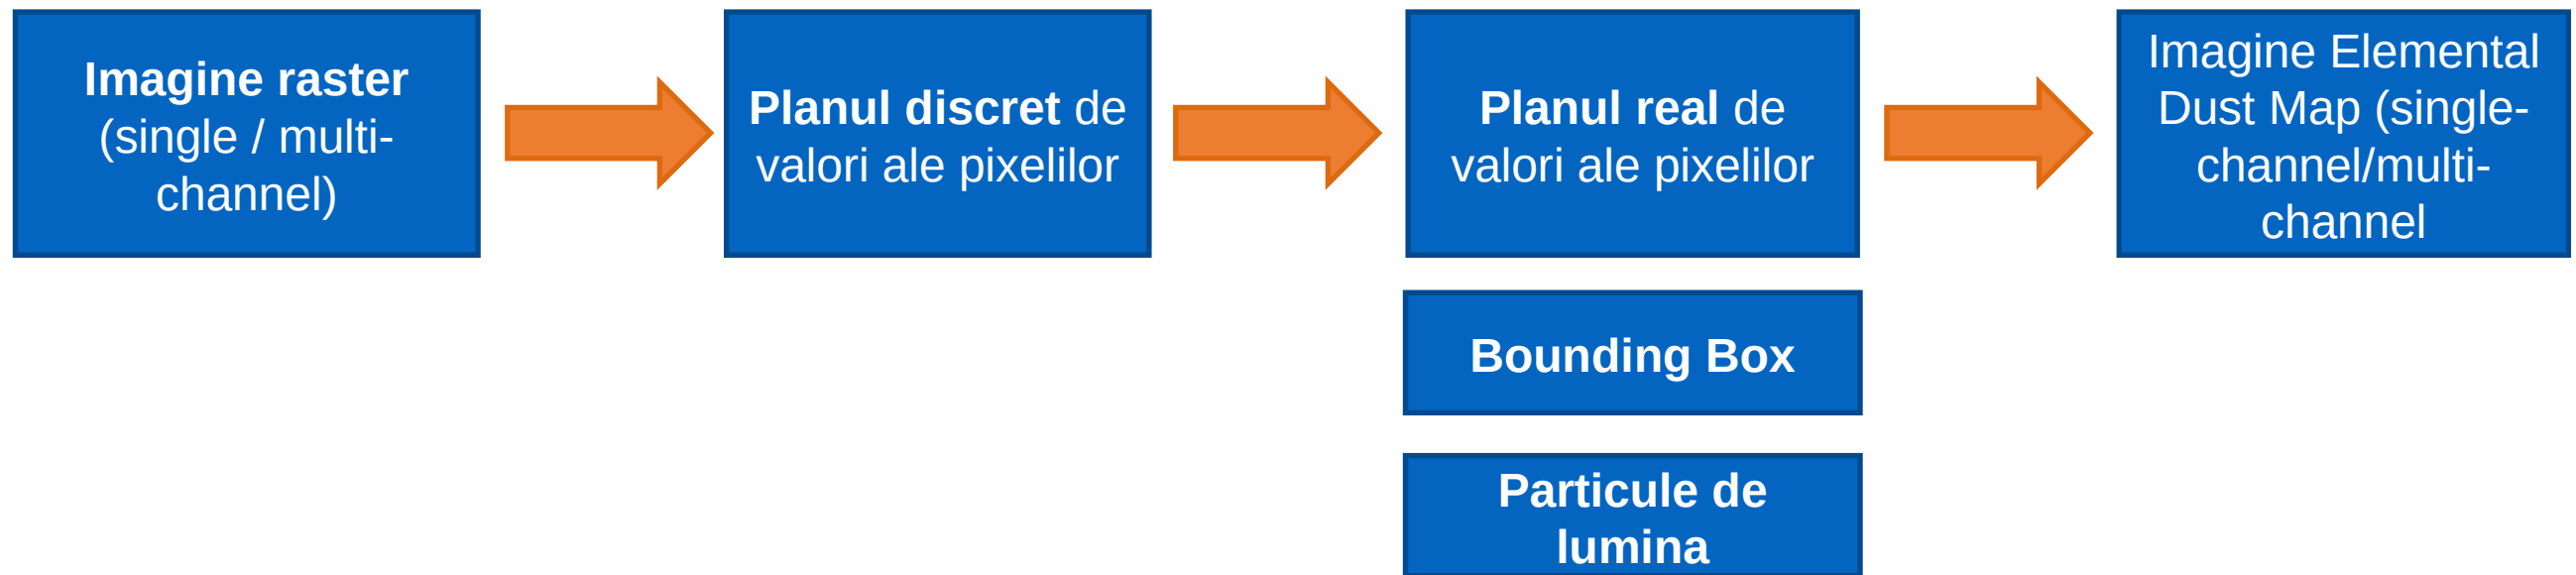 Imagine raster
(single / multi-
channel)
Planul discret de
valori ale pixelilor
Planul real de
valori ale pixelilor
Imagine Elemental
Dust Map (single-
channel/multi-
channel
Bounding Box
Particule de
lumina